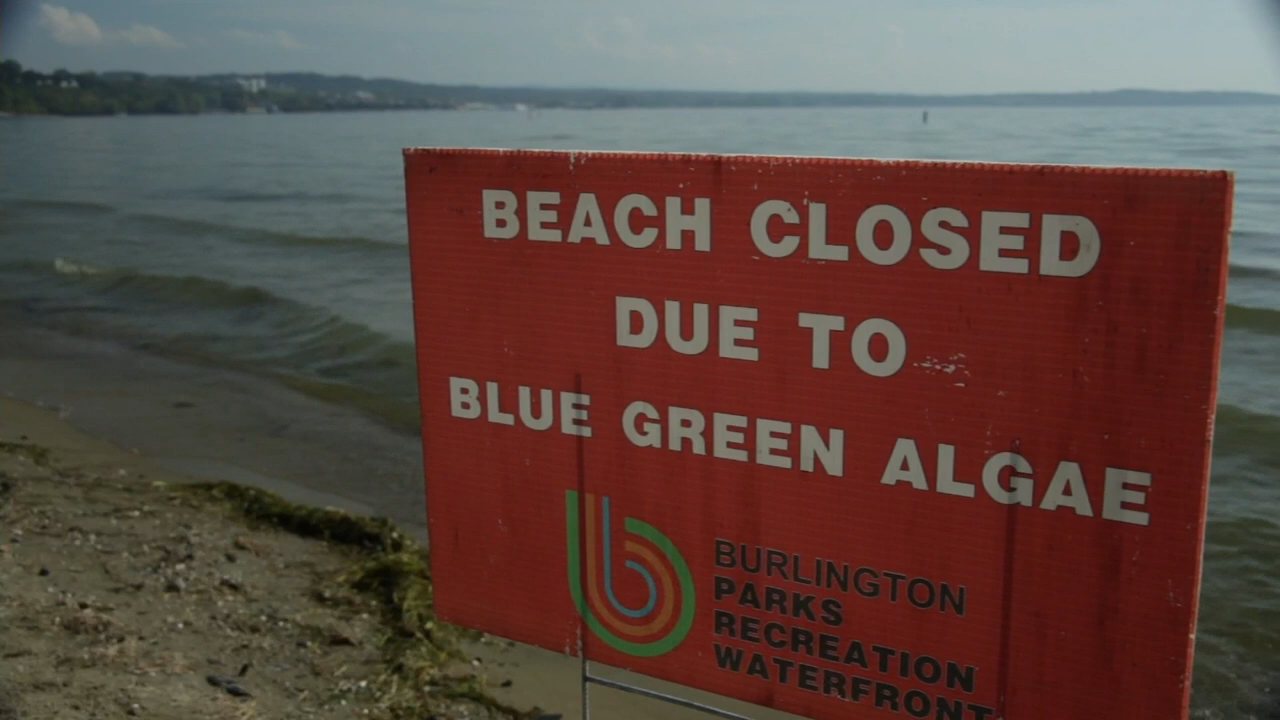 BEACH CLOSED
DUE TO
BLUE GREEN ALGAE
BURLINGTON
PARKS
RECREATION
WATERFRONT